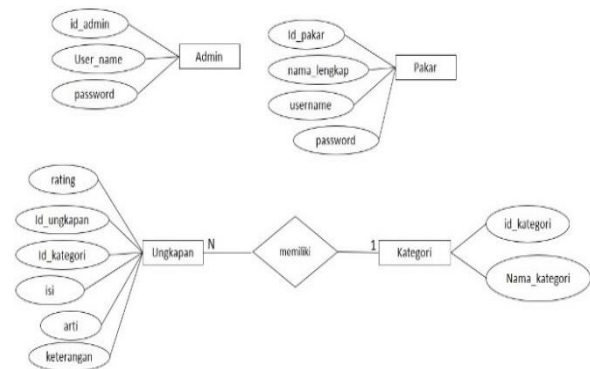 id_admin
User_name
password
Admin
Id_pakar
nama_lengkap
username
password
Pakar
rating
Id_ungkapan
Id_kategori
isi
arti
keterangan
Ungkapan
N
memiliki
1
Kategori
id_kategori
Nama_kategori